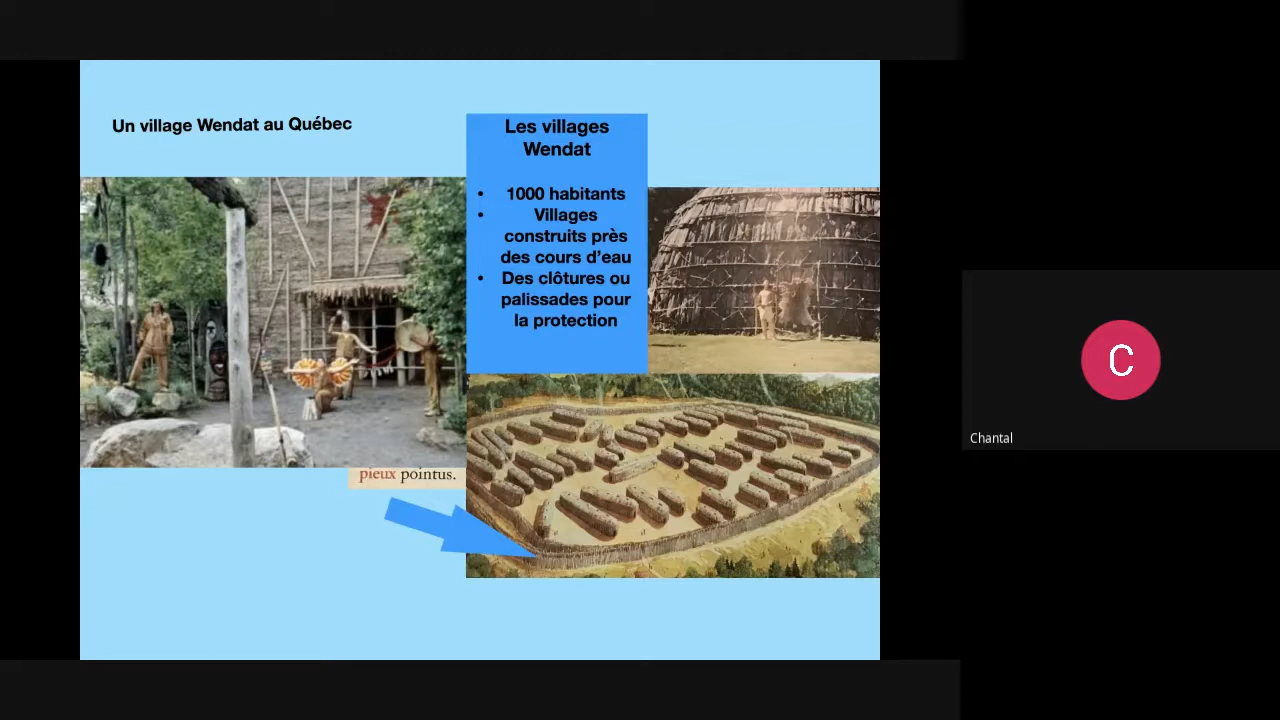 Un village Wendat au Québec
Les villages
Wendat
• 1000 habitants
• Villages
construits près
des cours d'eau
• Des clôtures ou
palissades pour
la protection
pieux pointus.
C
Chantal